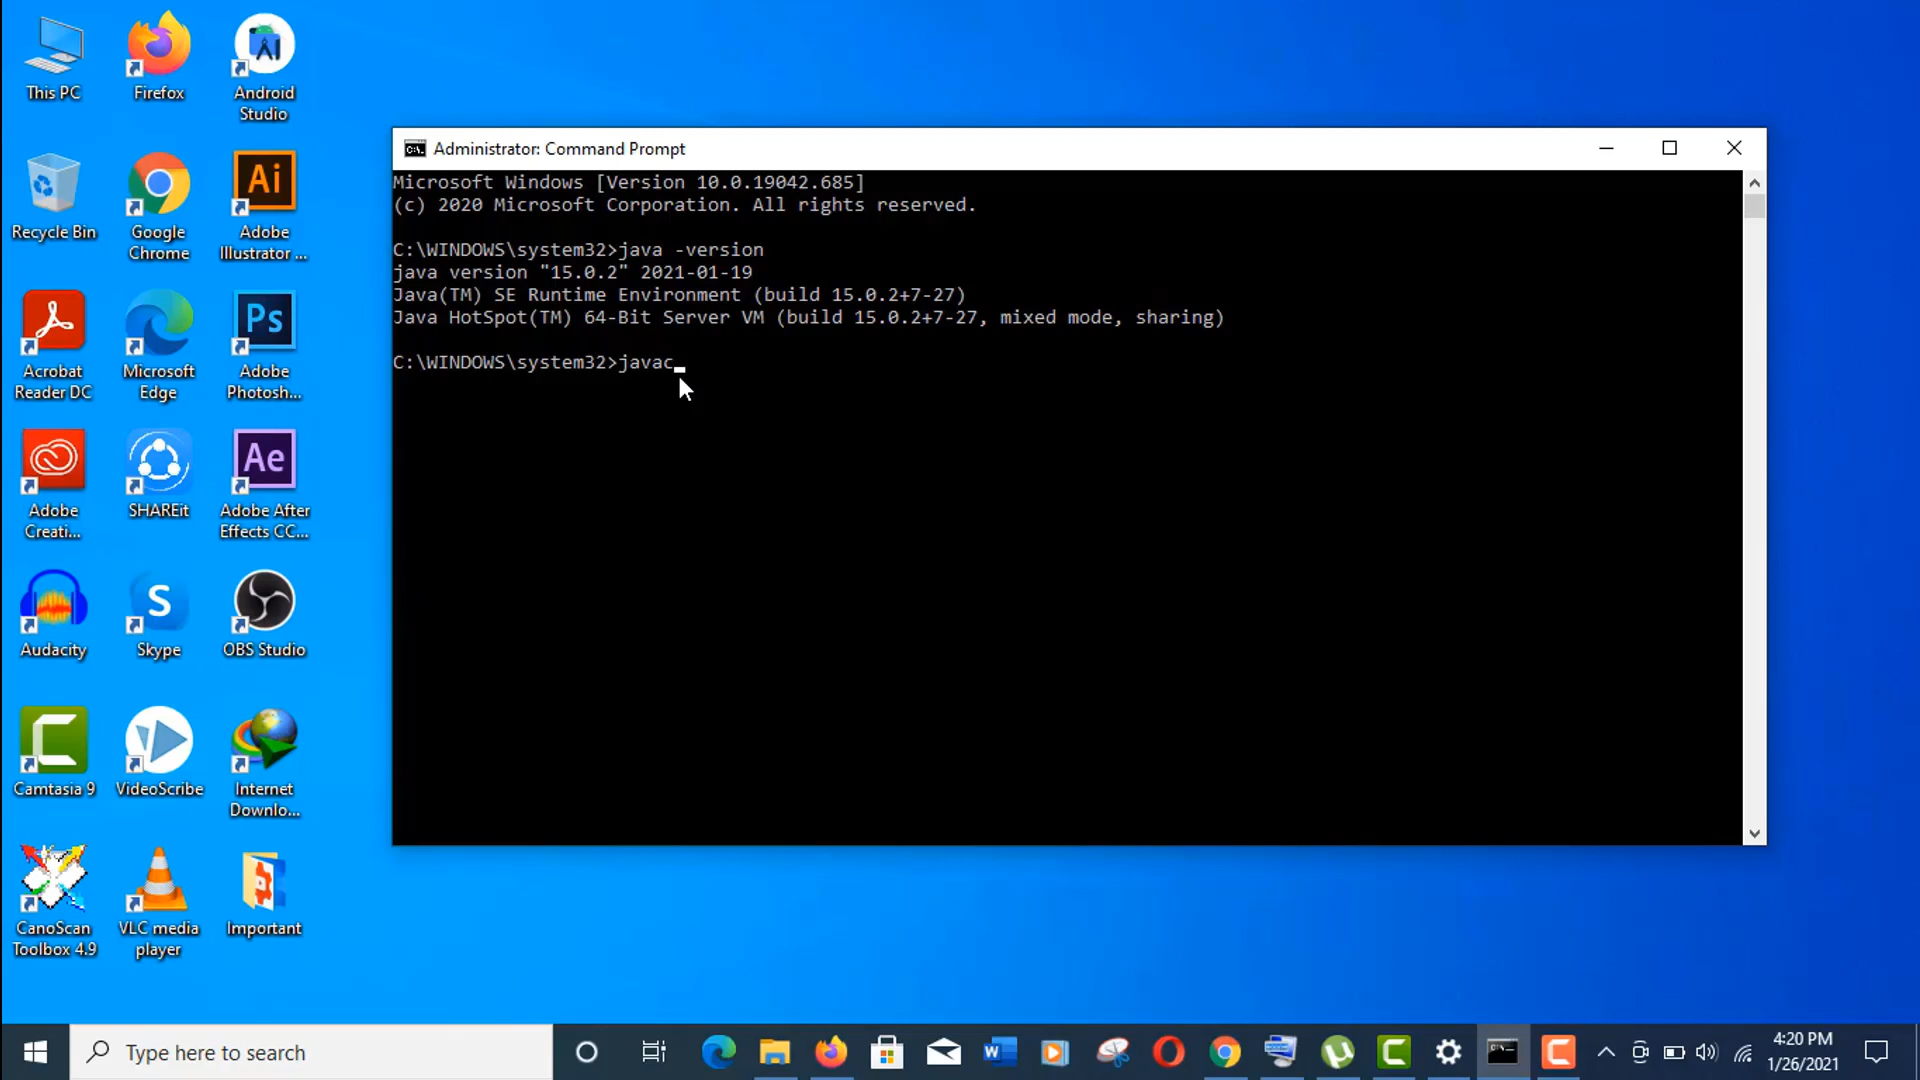 This PC
Firefox
Android
Studio
Recycle Bin
Google
Chrome
Ai
Adobe
Illustrator ...
Acrobat
Reader DC
Microsoft
Edge
Ps
Adobe
Photosh...
Adobe
Creati...
SHAREit
Ae
Adobe After
Effects CC...
Audacity
S
Skype
OBS Studio
C
Camtasia 9
VideoScribe
Internet
Downlo...
CanoScan
Toolbox 4.9
VLC media
player
Important
C:\.
Administrator: Command Prompt
Microsoft Windows [Version 10.0.19042.685]
(c) 2020 Microsoft Corporation. All rights reserved.
C:\WINDOWS\system32>java -version
java version "15.0.2" 2021-01-19
Java(TM) SE Runtime Environment (build 15.0.2+7-27)
Java HotSpot(TM) 64-Bit Server VM (build 15.0.2+7-27, mixed mode, sharing)
C:\WINDOWS\system32>javac_
Type here to search
W
4:20 PM
1/26/2021